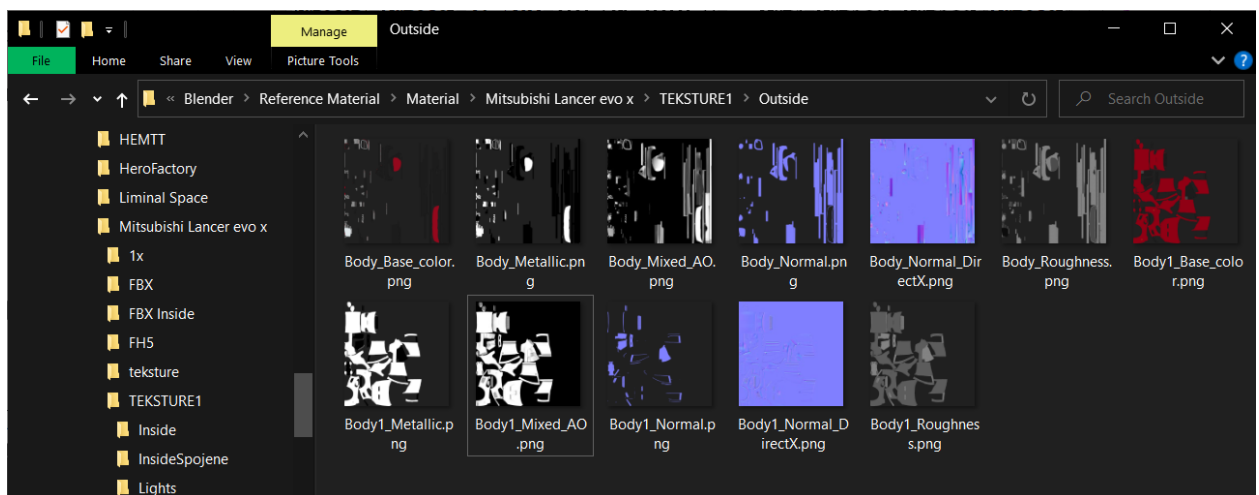 Manage
Outside
File
Home
Share
View
Picture Tools
« Blender > Reference Material > Material > Mitsubishi Lancer evo x > TEKSTURE1 > Outside
Search Outside
HEMTT
HeroFactory
Liminal Space
Mitsubishi Lancer evo x
1x
FBX
FBX Inside
FH5
teksture
TEKSTURE1
Inside
InsideSpojene
Lights
Body_Base_color.
png
Body_Metallic.pn
g
Body_Mixed_AO.
png
Body_Normal.pn
g
Body_Normal_Dir
ectX.png
Body_Roughness.
png
Body1_Base_colo
r.png
Body1_Metallic.p
ng
Body1_Mixed_AO
.png
Body1_Normal.p
ng
Body1_Normal_D
irectX.png
Body1_Roughnes
s.png